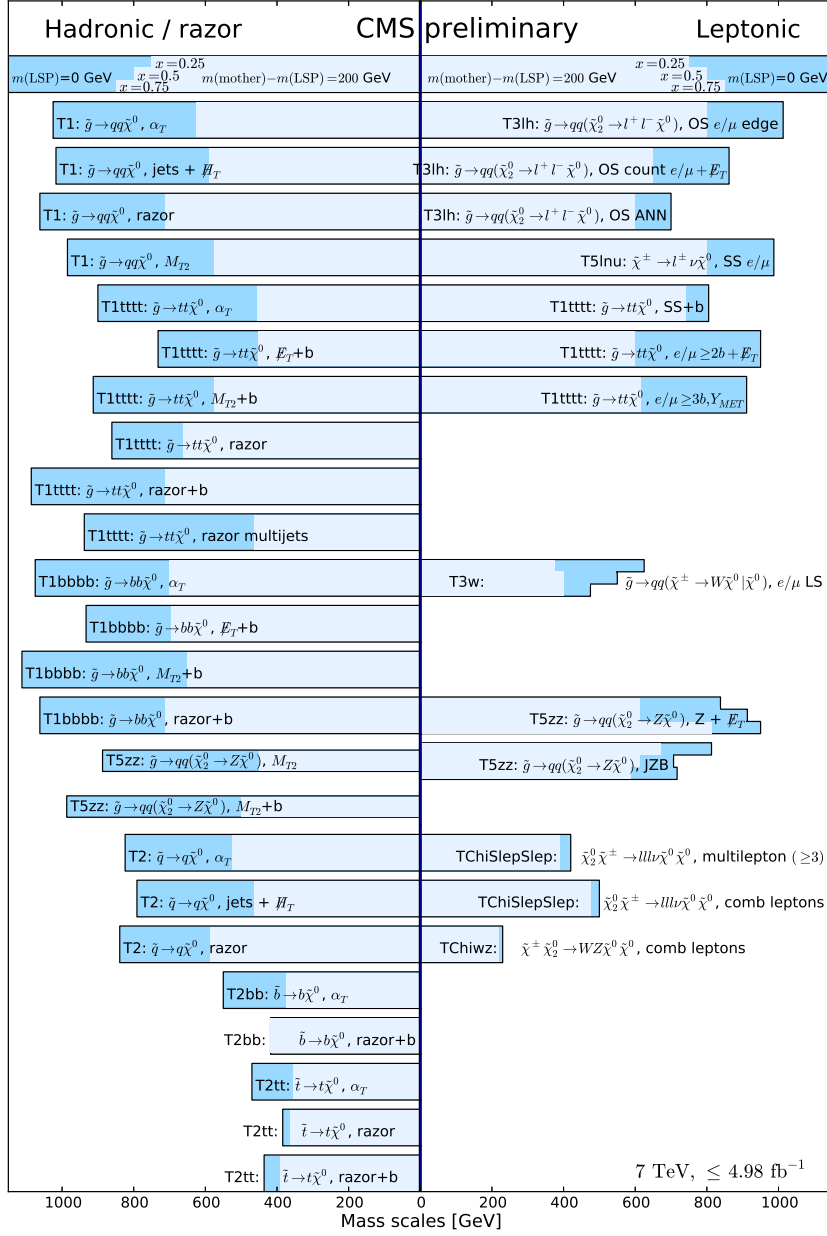 Hadronic / razor CMS preliminary Leptonic
x=0.25 x=0.25
m(LSP)=0 GeV x=0.5 m(mother)−m(LSP)=200 GeV m(mother)−m(LSP)=200 GeV x=0.5 m(LSP)=0 GeV
x=0.75 x=0.75
T1: g̃→qqχ̃⁰, α_T T3lh: g̃→qq(χ̃₂⁰→l⁺l⁻χ̃⁰), OS e/μ edge
T1: g̃→qqχ̃⁰, jets + H̸_T T3lh: g̃→qq(χ̃₂⁰→l⁺l⁻χ̃⁰), OS count e/μ+E̸_T
T1: g̃→qqχ̃⁰, razor T3lh: g̃→qq(χ̃₂⁰→l⁺l⁻χ̃⁰), OS ANN
T1: g̃→qqχ̃⁰, M_T2 T5lnu: χ̃^±→l^±νχ̃⁰, SS e/μ
T1tttt: g̃→ttχ̃⁰, α_T T1tttt: g̃→ttχ̃⁰, SS+b
T1tttt: g̃→ttχ̃⁰, E̸_T+b T1tttt: g̃→ttχ̃⁰, e/μ≥2b+E̸_T
T1tttt: g̃→ttχ̃⁰, M_T2+b T1tttt: g̃→ttχ̃⁰, e/μ≥3b,Y_MET
T1tttt: g̃→ttχ̃⁰, razor
T1tttt: g̃→ttχ̃⁰, razor+b
T1tttt: g̃→ttχ̃⁰, razor multijets
T1bbbb: g̃→bbχ̃⁰, α_T T3w: g̃→qq(χ̃^±→Wχ̃⁰|χ̃⁰), e/μ LS
T1bbbb: g̃→bbχ̃⁰, E̸_T+b
T1bbbb: g̃→bbχ̃⁰, M_T2+b
T1bbbb: g̃→bbχ̃⁰, razor+b T5zz: g̃→qq(χ̃₂⁰→Zχ̃⁰), Z + E̸_T
T5zz: g̃→qq(χ̃₂⁰→Zχ̃⁰), M_T2 T5zz: g̃→qq(χ̃₂⁰→Zχ̃⁰), JZB
T5zz: g̃→qq(χ̃₂⁰→Zχ̃⁰), M_T2+b
T2: q̃→qχ̃⁰, α_T TChiSlepSlep: χ̃₂⁰χ̃^±→lllνχ̃⁰χ̃⁰, multilepton (≥3)
T2: q̃→qχ̃⁰, jets + H̸_T TChiSlepSlep: χ̃₂⁰χ̃^±→lllνχ̃⁰χ̃⁰, comb leptons
T2: q̃→qχ̃⁰, razor TChiwz: χ̃^±χ̃₂⁰→WZχ̃⁰χ̃⁰, comb leptons
T2bb: b̃→bχ̃⁰, α_T
T2bb: b̃→bχ̃⁰, razor+b
T2tt: t̃→tχ̃⁰, α_T
T2tt: t̃→tχ̃⁰, razor
T2tt: t̃→tχ̃⁰, razor+b 7 TeV, ≤ 4.98 fb⁻¹
1000 800 600 400 200 0 200 400 600 800 1000
Mass scales [GeV]